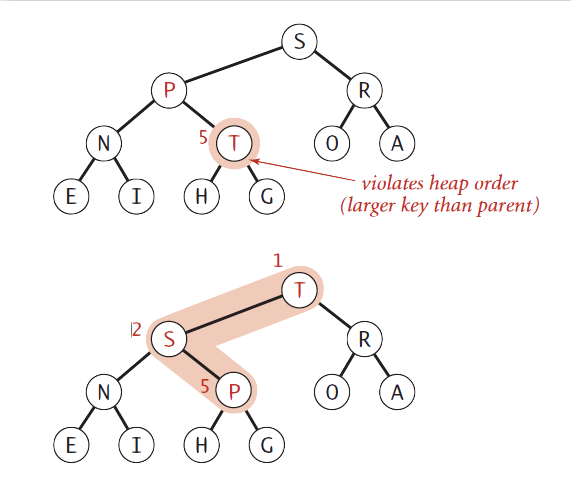 S
P R
N 5 T O A
violates heap order
E I H G (larger key than parent)
1
T
2 S R
N 5 P O A
E I H G